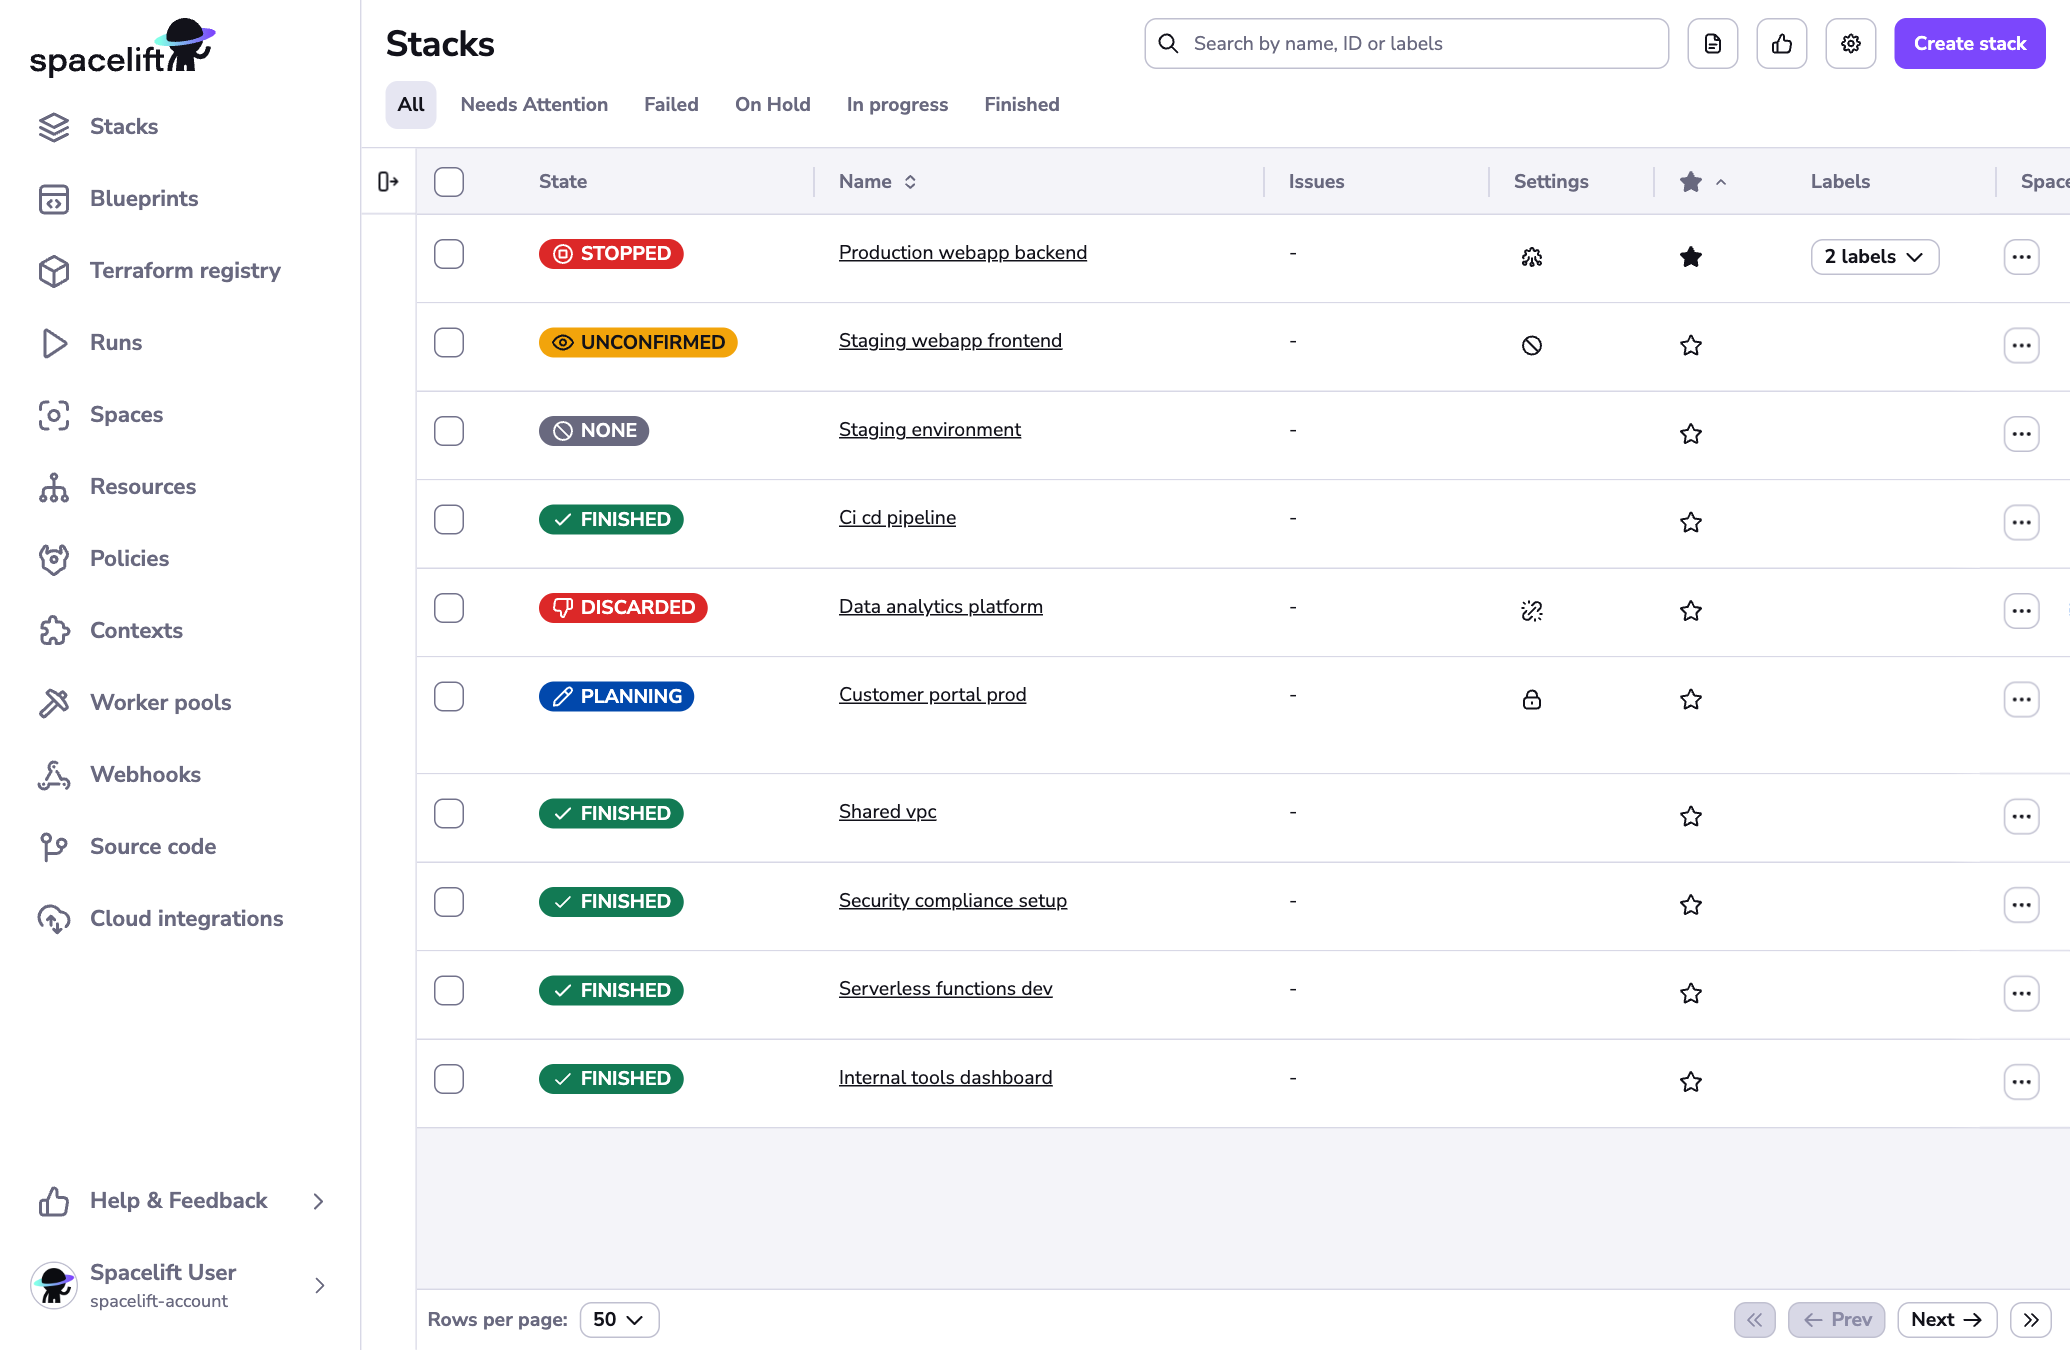 spacelift
Stacks
Blueprints
Terraform registry
Runs
Spaces
Resources
Policies
Contexts
Worker pools
Webhooks
Source code
Cloud integrations
Help & Feedback
Spacelift User
spacelift-account
Stacks
Search by name, ID or labels
Create stack
All Needs Attention Failed On Hold In progress Finished
State Name Issues Settings Labels Space
STOPPED Production webapp backend - 2 labels ...
UNCONFIRMED Staging webapp frontend - ...
NONE Staging environment - ...
FINISHED Ci cd pipeline - ...
DISCARDED Data analytics platform - ...
PLANNING Customer portal prod - ...
FINISHED Shared vpc - ...
FINISHED Security compliance setup - ...
FINISHED Serverless functions dev - ...
FINISHED Internal tools dashboard - ...
Rows per page: 50 Prev Next